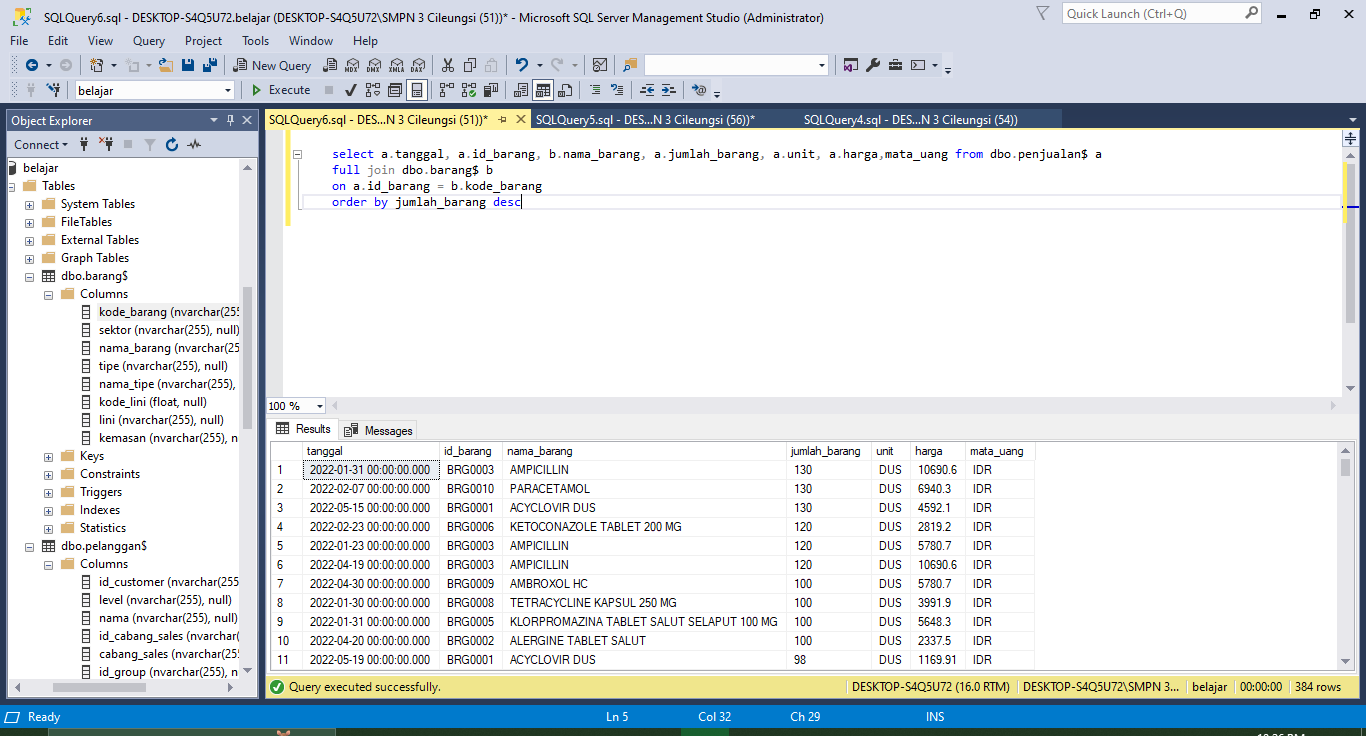 SQLQuery6.sql - DESKTOP-S4Q5U72.belajar (DESKTOP-S4Q5U72\SMPN 3 Cileungsi (51))* - Microsoft SQL Server Management Studio (Administrator)
Quick Launch (Ctrl+Q)
File Edit View Query Project Tools Window Help
New Query MDX DMX XMLA DAX
belajar Execute
Object Explorer
Connect
belajar
Tables
System Tables
FileTables
External Tables
Graph Tables
dbo.barang$
Columns
kode_barang (nvarchar(255
sektor (nvarchar(255), null)
nama_barang (nvarchar(25
tipe (nvarchar(255), null)
nama_tipe (nvarchar(255),
kode_lini (float, null)
lini (nvarchar(255), null)
kemasan (nvarchar(255), n
Keys
Constraints
Triggers
Indexes
Statistics
dbo.pelanggan$
Columns
id_customer (nvarchar(255
level (nvarchar(255), null)
nama (nvarchar(255), null)
id_cabang_sales (nvarchar(
cabang_sales (nvarchar(25
id_group (nvarchar(255), n
SQLQuery6.sql - DES...N 3 Cileungsi (51))* SQLQuery5.sql - DES...N 3 Cileungsi (56))* SQLQuery4.sql - DES...N 3 Cileungsi (54))
select a.tanggal, a.id_barang, b.nama_barang, a.jumlah_barang, a.unit, a.harga,mata_uang from dbo.penjualan$ a
full join dbo.barang$ b
on a.id_barang = b.kode_barang
order by jumlah_barang desc
100 %
Results Messages
tanggal id_barang nama_barang jumlah_barang unit harga mata_uang
1 2022-01-31 00:00:00.000 BRG0003 AMPICILLIN 130 DUS 10690.6 IDR
2 2022-02-07 00:00:00.000 BRG0010 PARACETAMOL 130 DUS 6940.3 IDR
3 2022-05-15 00:00:00.000 BRG0001 ACYCLOVIR DUS 130 DUS 4592.1 IDR
4 2022-02-23 00:00:00.000 BRG0006 KETOCONAZOLE TABLET 200 MG 120 DUS 2819.2 IDR
5 2022-01-23 00:00:00.000 BRG0003 AMPICILLIN 120 DUS 5780.7 IDR
6 2022-04-19 00:00:00.000 BRG0003 AMPICILLIN 120 DUS 10690.6 IDR
7 2022-04-30 00:00:00.000 BRG0009 AMBROXOL HC 100 DUS 5780.7 IDR
8 2022-01-30 00:00:00.000 BRG0008 TETRACYCLINE KAPSUL 250 MG 100 DUS 3991.9 IDR
9 2022-01-31 00:00:00.000 BRG0005 KLORPROMAZINA TABLET SALUT SELAPUT 100 MG 100 DUS 5648.3 IDR
10 2022-04-20 00:00:00.000 BRG0002 ALERGINE TABLET SALUT 100 DUS 2337.5 IDR
11 2022-05-19 00:00:00.000 BRG0001 ACYCLOVIR DUS 98 DUS 1169.91 IDR
Query executed successfully. DESKTOP-S4Q5U72 (16.0 RTM) DESKTOP-S4Q5U72\SMPN 3... belajar 00:00:00 384 rows
Ready Ln 5 Col 32 Ch 29 INS